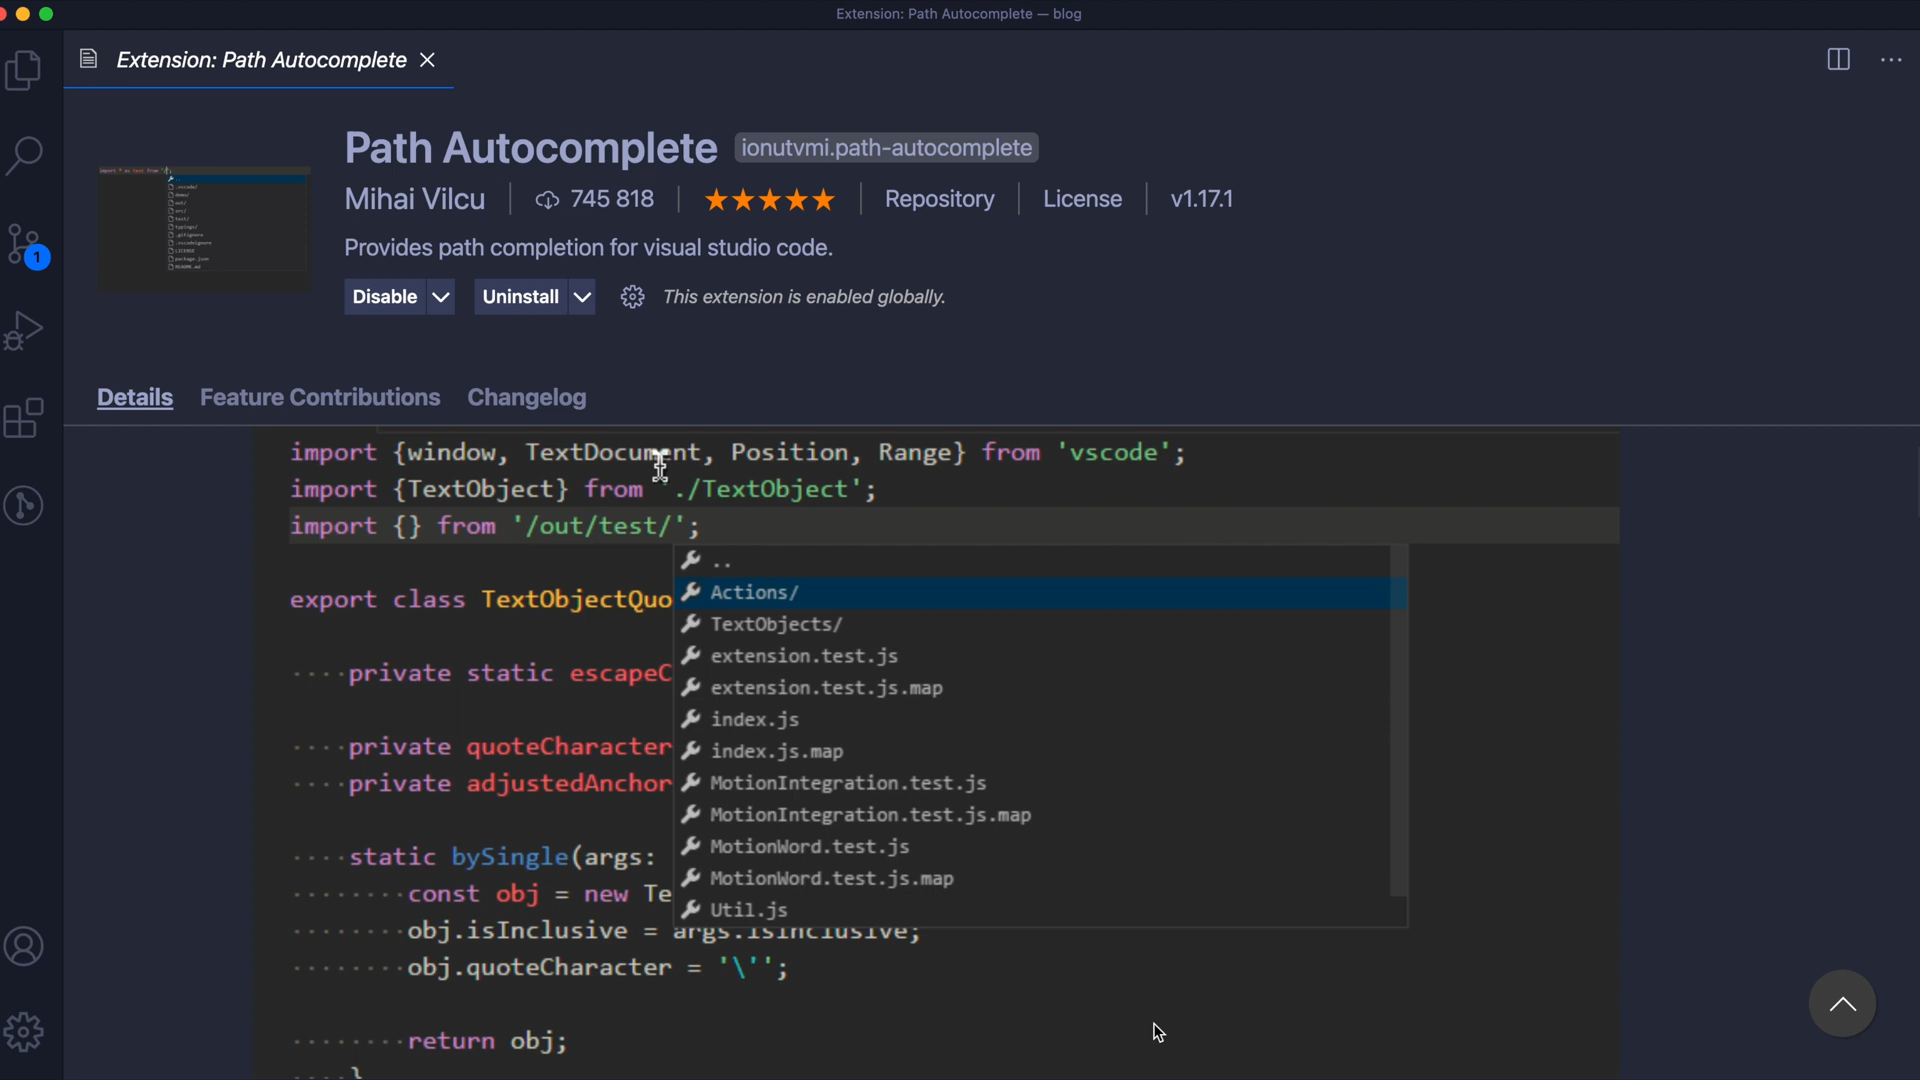 Extension: Path Autocomplete — blog
Extension: Path Autocomplete
Path Autocomplete ionutvmi.path-autocomplete
Mihai Vilcu 745 818 Repository License v1.17.1
Provides path completion for visual studio code.
Disable Uninstall This extension is enabled globally.
1
Details Feature Contributions Changelog
import {window, TextDocument, Position, Range} from 'vscode';
import {TextObject} from './TextObject';
import {} from '/out/test/';
..
Actions/
export class TextObjectQuo
TextObjects/
extension.test.js
····private static escapeC
extension.test.js.map
index.js
····private quoteCharacter
index.js.map
····private adjustedAnchor
MotionIntegration.test.js
MotionIntegration.test.js.map
····static bySingle(args:
MotionWord.test.js
········const obj = new Te
MotionWord.test.js.map
Util.js
········obj.isInclusive = args.isInclusive;
········obj.quoteCharacter = '\'';
········return obj;
····}